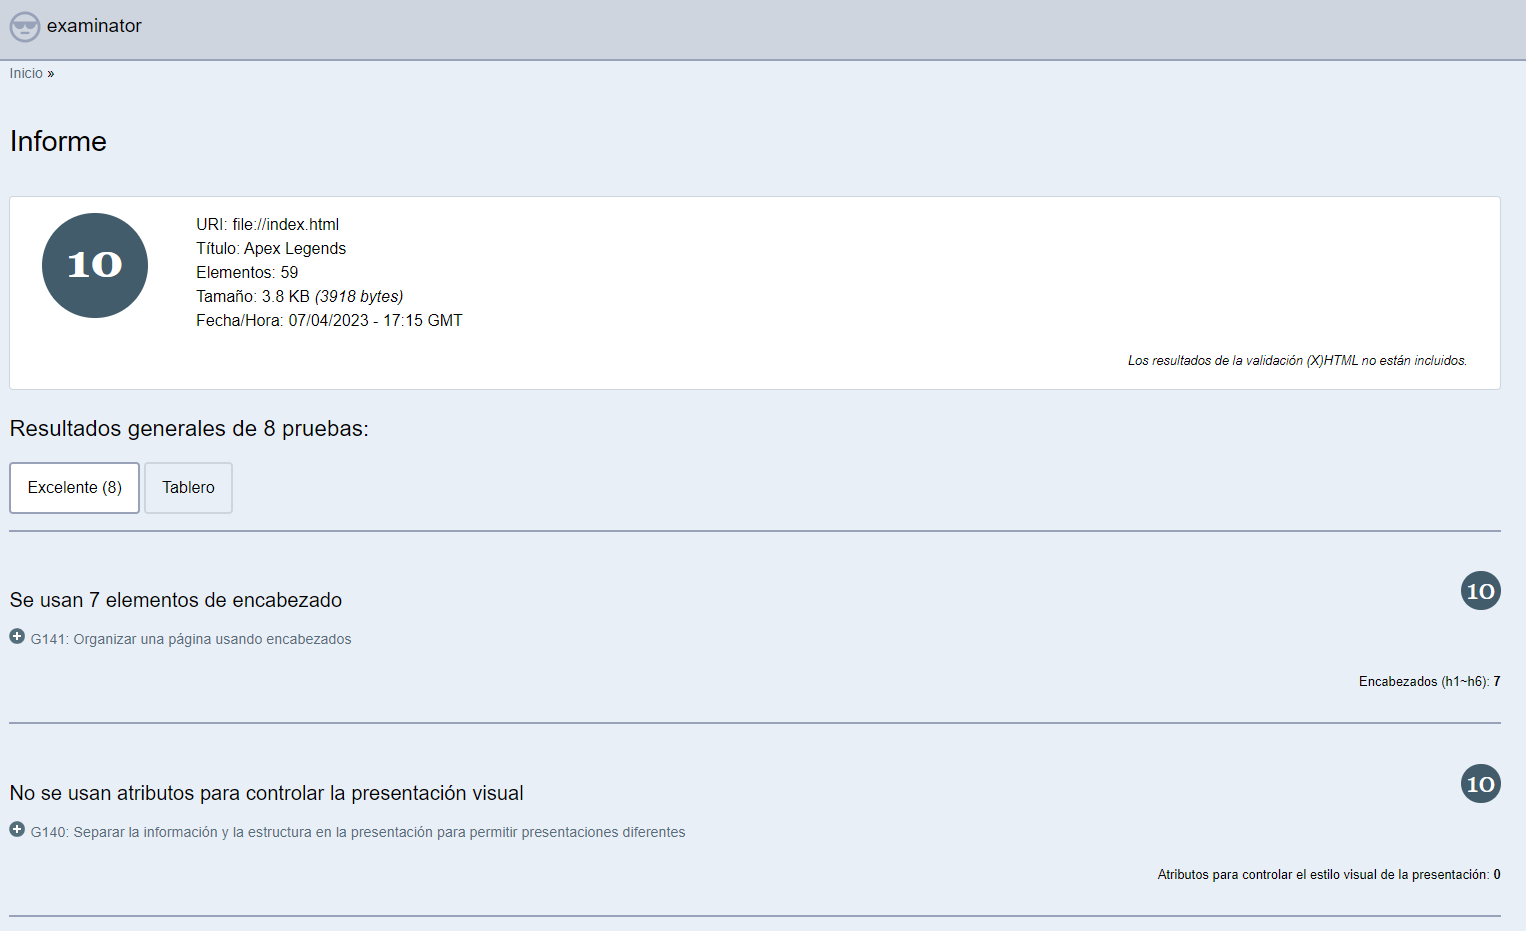 examinator
Inicio »
Informe
10
URI: file://index.html
Título: Apex Legends
Elementos: 59
Tamaño: 3.8 KB (3918 bytes)
Fecha/Hora: 07/04/2023 - 17:15 GMT
Los resultados de la validación (X)HTML no están incluidos.
Resultados generales de 8 pruebas:
Excelente (8) Tablero
Se usan 7 elementos de encabezado
10
G141: Organizar una página usando encabezados
Encabezados (h1~h6): 7
No se usan atributos para controlar la presentación visual
10
G140: Separar la información y la estructura en la presentación para permitir presentaciones diferentes
Atributos para controlar el estilo visual de la presentación: 0